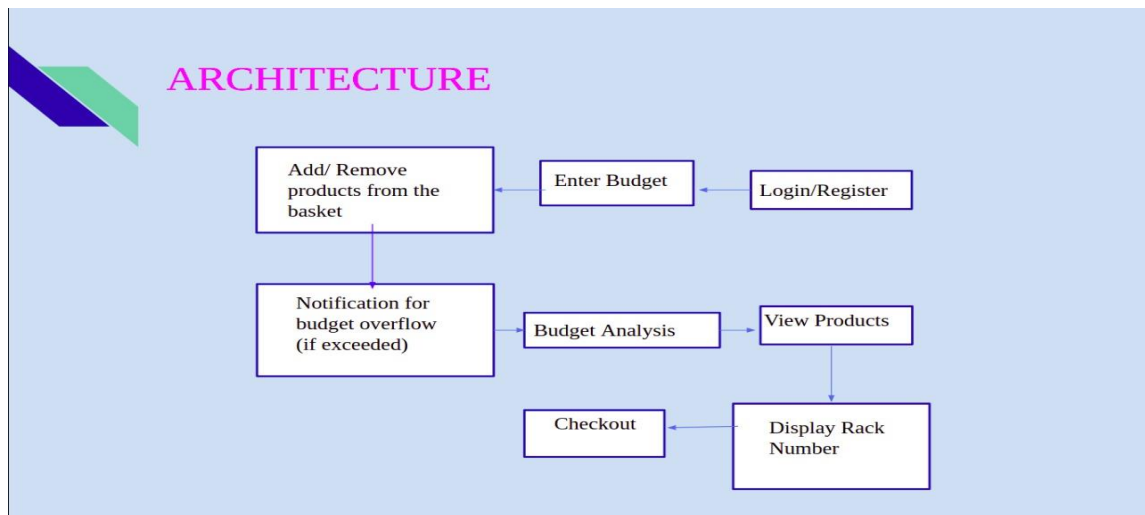 ARCHITECTURE
Add/ Remove
products from the
basket
Enter Budget
Login/Register
Notification for
budget overflow
(if exceeded)
Budget Analysis
View Products
Checkout
Display Rack
Number